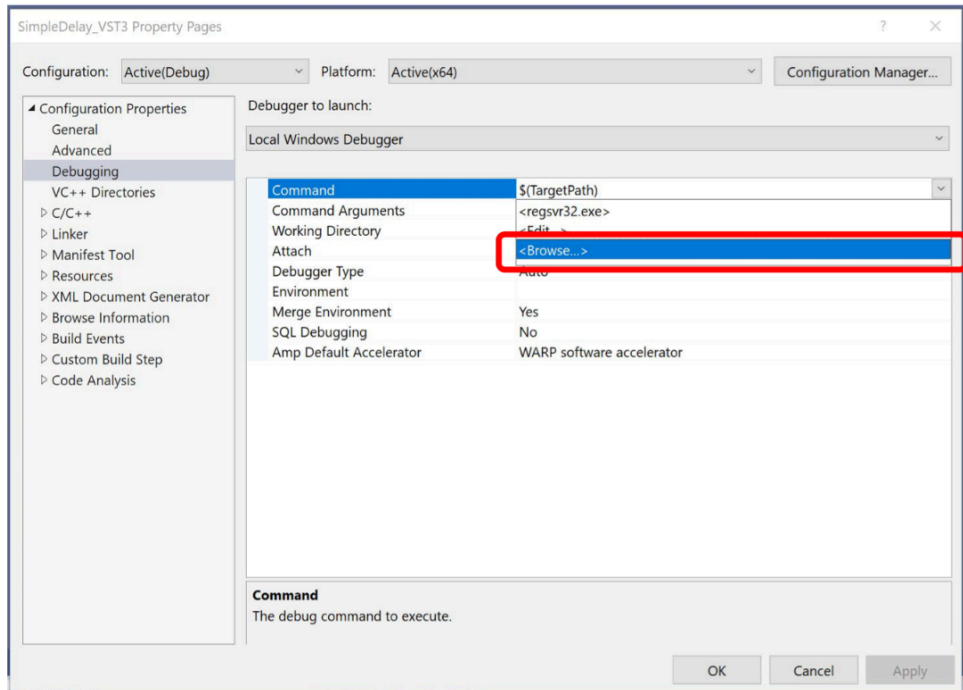 SimpleDelay_VST3 Property Pages
Configuration: Active(Debug) Platform: Active(x64) Configuration Manager...
Configuration Properties
General
Advanced
Debugging
VC++ Directories
C/C++
Linker
Manifest Tool
Resources
XML Document Generator
Browse Information
Build Events
Custom Build Step
Code Analysis
Debugger to launch:
Local Windows Debugger
Command $(TargetPath)
Command Arguments <regsvr32.exe>
Working Directory <Edit...>
Attach <Browse...>
Debugger Type Auto
Environment
Merge Environment Yes
SQL Debugging No
Amp Default Accelerator WARP software accelerator
Command
The debug command to execute.
OK Cancel Apply